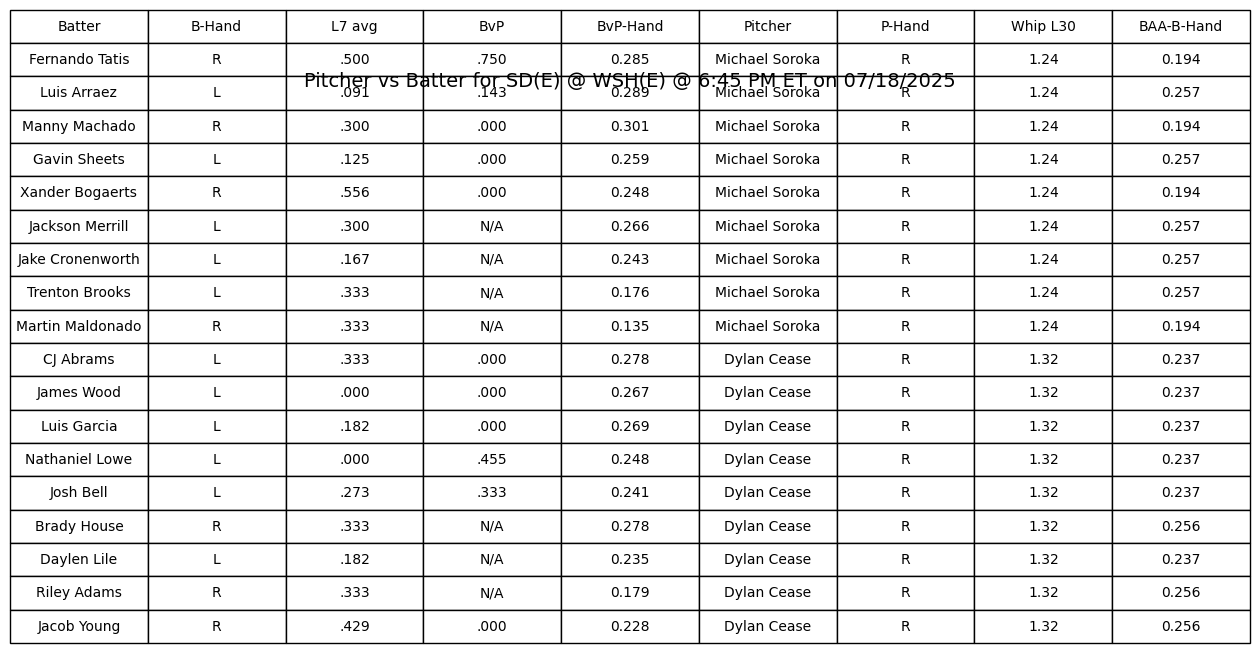 Batter B-Hand L7 avg BvP BvP-Hand Pitcher P-Hand Whip L30 BAA-B-Hand
Fernando Tatis R .500 .750 0.285 Michael Soroka R 1.24 0.194
Pitcher vs Batter for SD(E) @ WSH(E) @ 6:45 PM ET on 07/18/2025
Luis Arraez L .091 .143 0.289 Michael Soroka R 1.24 0.257
Manny Machado R .300 .000 0.301 Michael Soroka R 1.24 0.194
Gavin Sheets L .125 .000 0.259 Michael Soroka R 1.24 0.257
Xander Bogaerts R .556 .000 0.248 Michael Soroka R 1.24 0.194
Jackson Merrill L .300 N/A 0.266 Michael Soroka R 1.24 0.257
Jake Cronenworth L .167 N/A 0.243 Michael Soroka R 1.24 0.257
Trenton Brooks L .333 N/A 0.176 Michael Soroka R 1.24 0.257
Martin Maldonado R .333 N/A 0.135 Michael Soroka R 1.24 0.194
CJ Abrams L .333 .000 0.278 Dylan Cease R 1.32 0.237
James Wood L .000 .000 0.267 Dylan Cease R 1.32 0.237
Luis Garcia L .182 .000 0.269 Dylan Cease R 1.32 0.237
Nathaniel Lowe L .000 .455 0.248 Dylan Cease R 1.32 0.237
Josh Bell L .273 .333 0.241 Dylan Cease R 1.32 0.237
Brady House R .333 N/A 0.278 Dylan Cease R 1.32 0.256
Daylen Lile L .182 N/A 0.235 Dylan Cease R 1.32 0.237
Riley Adams R .333 N/A 0.179 Dylan Cease R 1.32 0.256
Jacob Young R .429 .000 0.228 Dylan Cease R 1.32 0.256